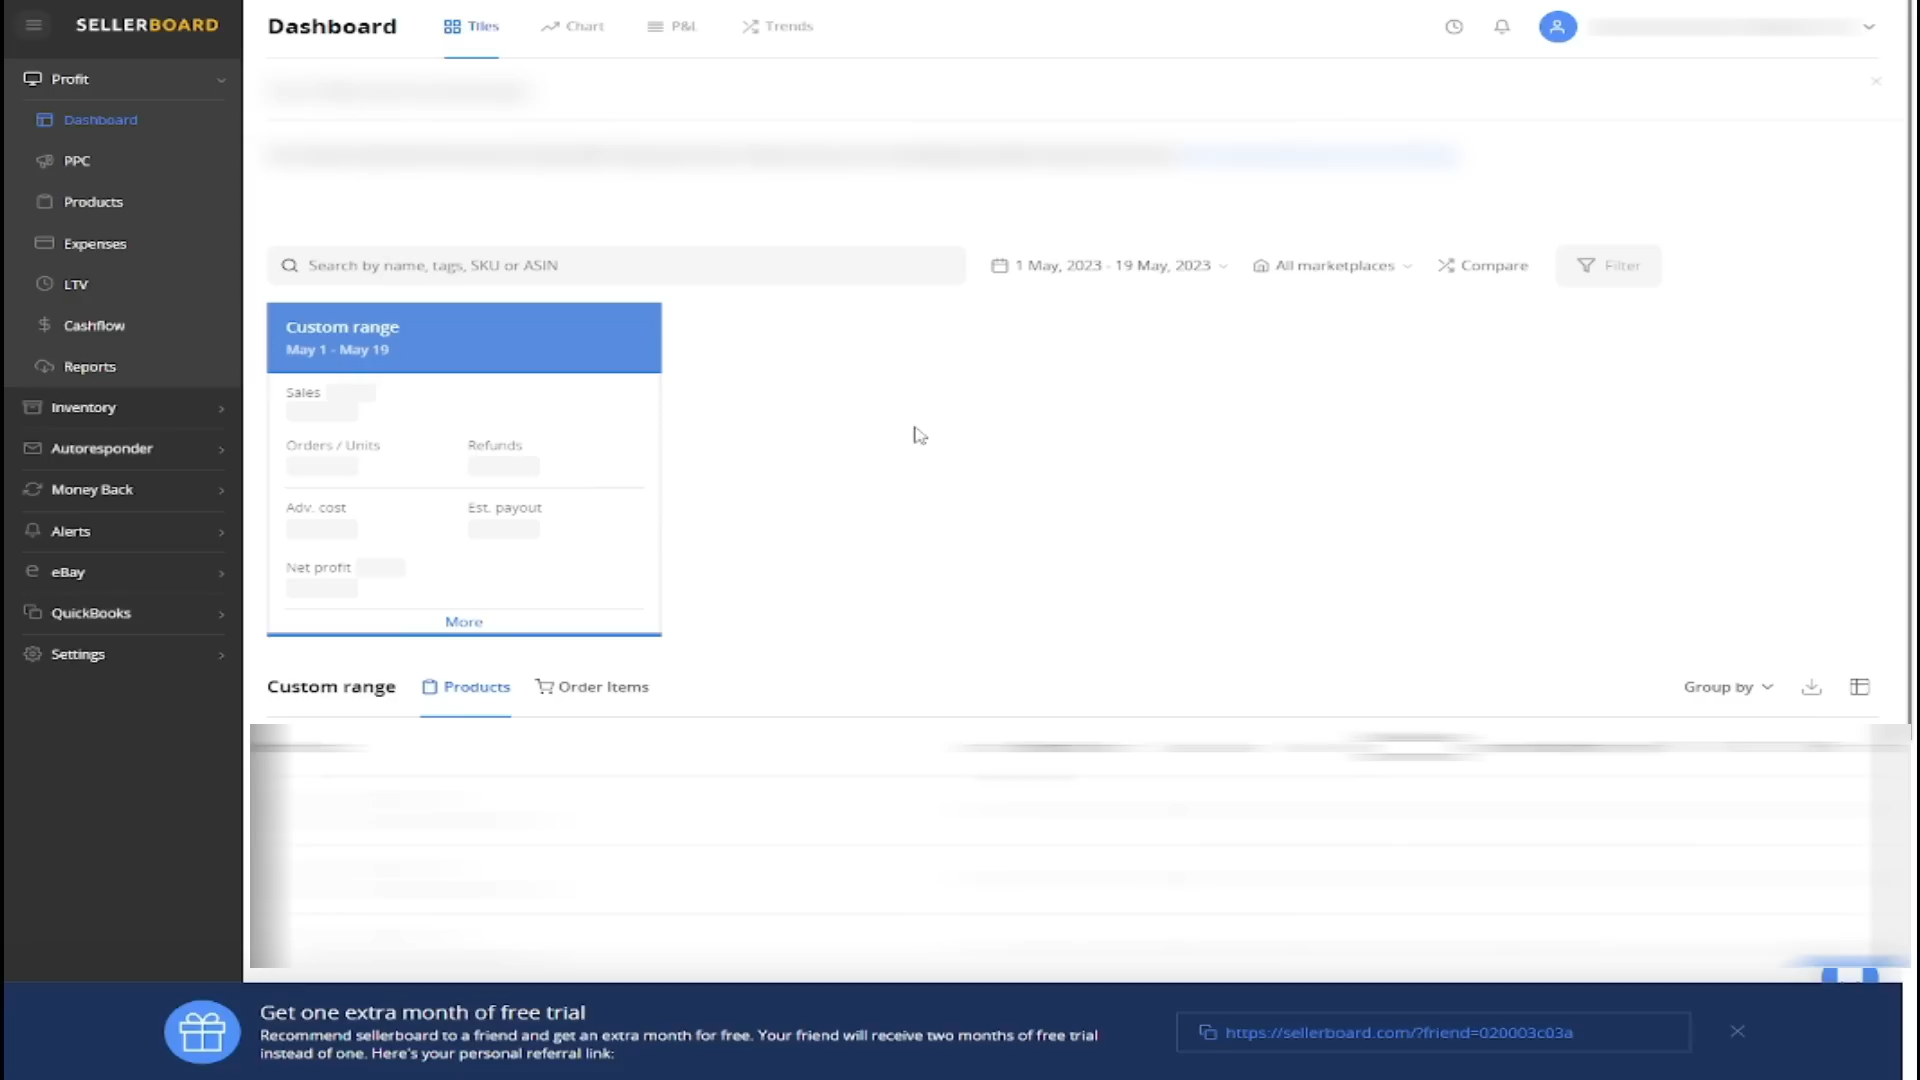 SELLERBOARD
Dashboard
Tiles
Chart
P&L
Trends
Profit
Dashboard
PPC
Products
Expenses
LTV
Cashflow
Reports
Inventory
Autoresponder
Money Back
Alerts
eBay
QuickBooks
Settings
Search by name, tags, SKU or ASIN
1 May, 2023 - 19 May, 2023
All marketplaces
Compare
Filter
Custom range
May 1 - May 19
Sales
Orders / Units
Refunds
Adv. cost
Est. payout
Net profit
More
Custom range
Products
Order Items
Group by
Get one extra month of free trial
Recommend sellerboard to a friend and get an extra month for free. Your friend will receive two months of free trial
instead of one. Here's your personal referral link:
https://sellerboard.com/?friend=020003c03a